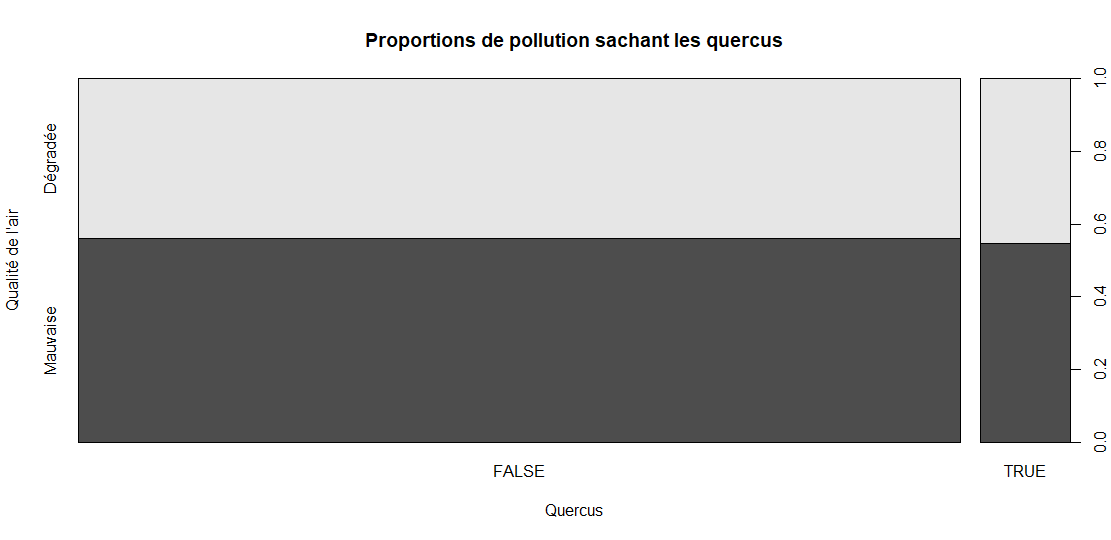 Proportions de pollution sachant les quercus
Qualité de l'air
Dégradée
Mauvaise
1.0
0.8
0.6
0.4
0.2
0.0
FALSE
TRUE
Quercus